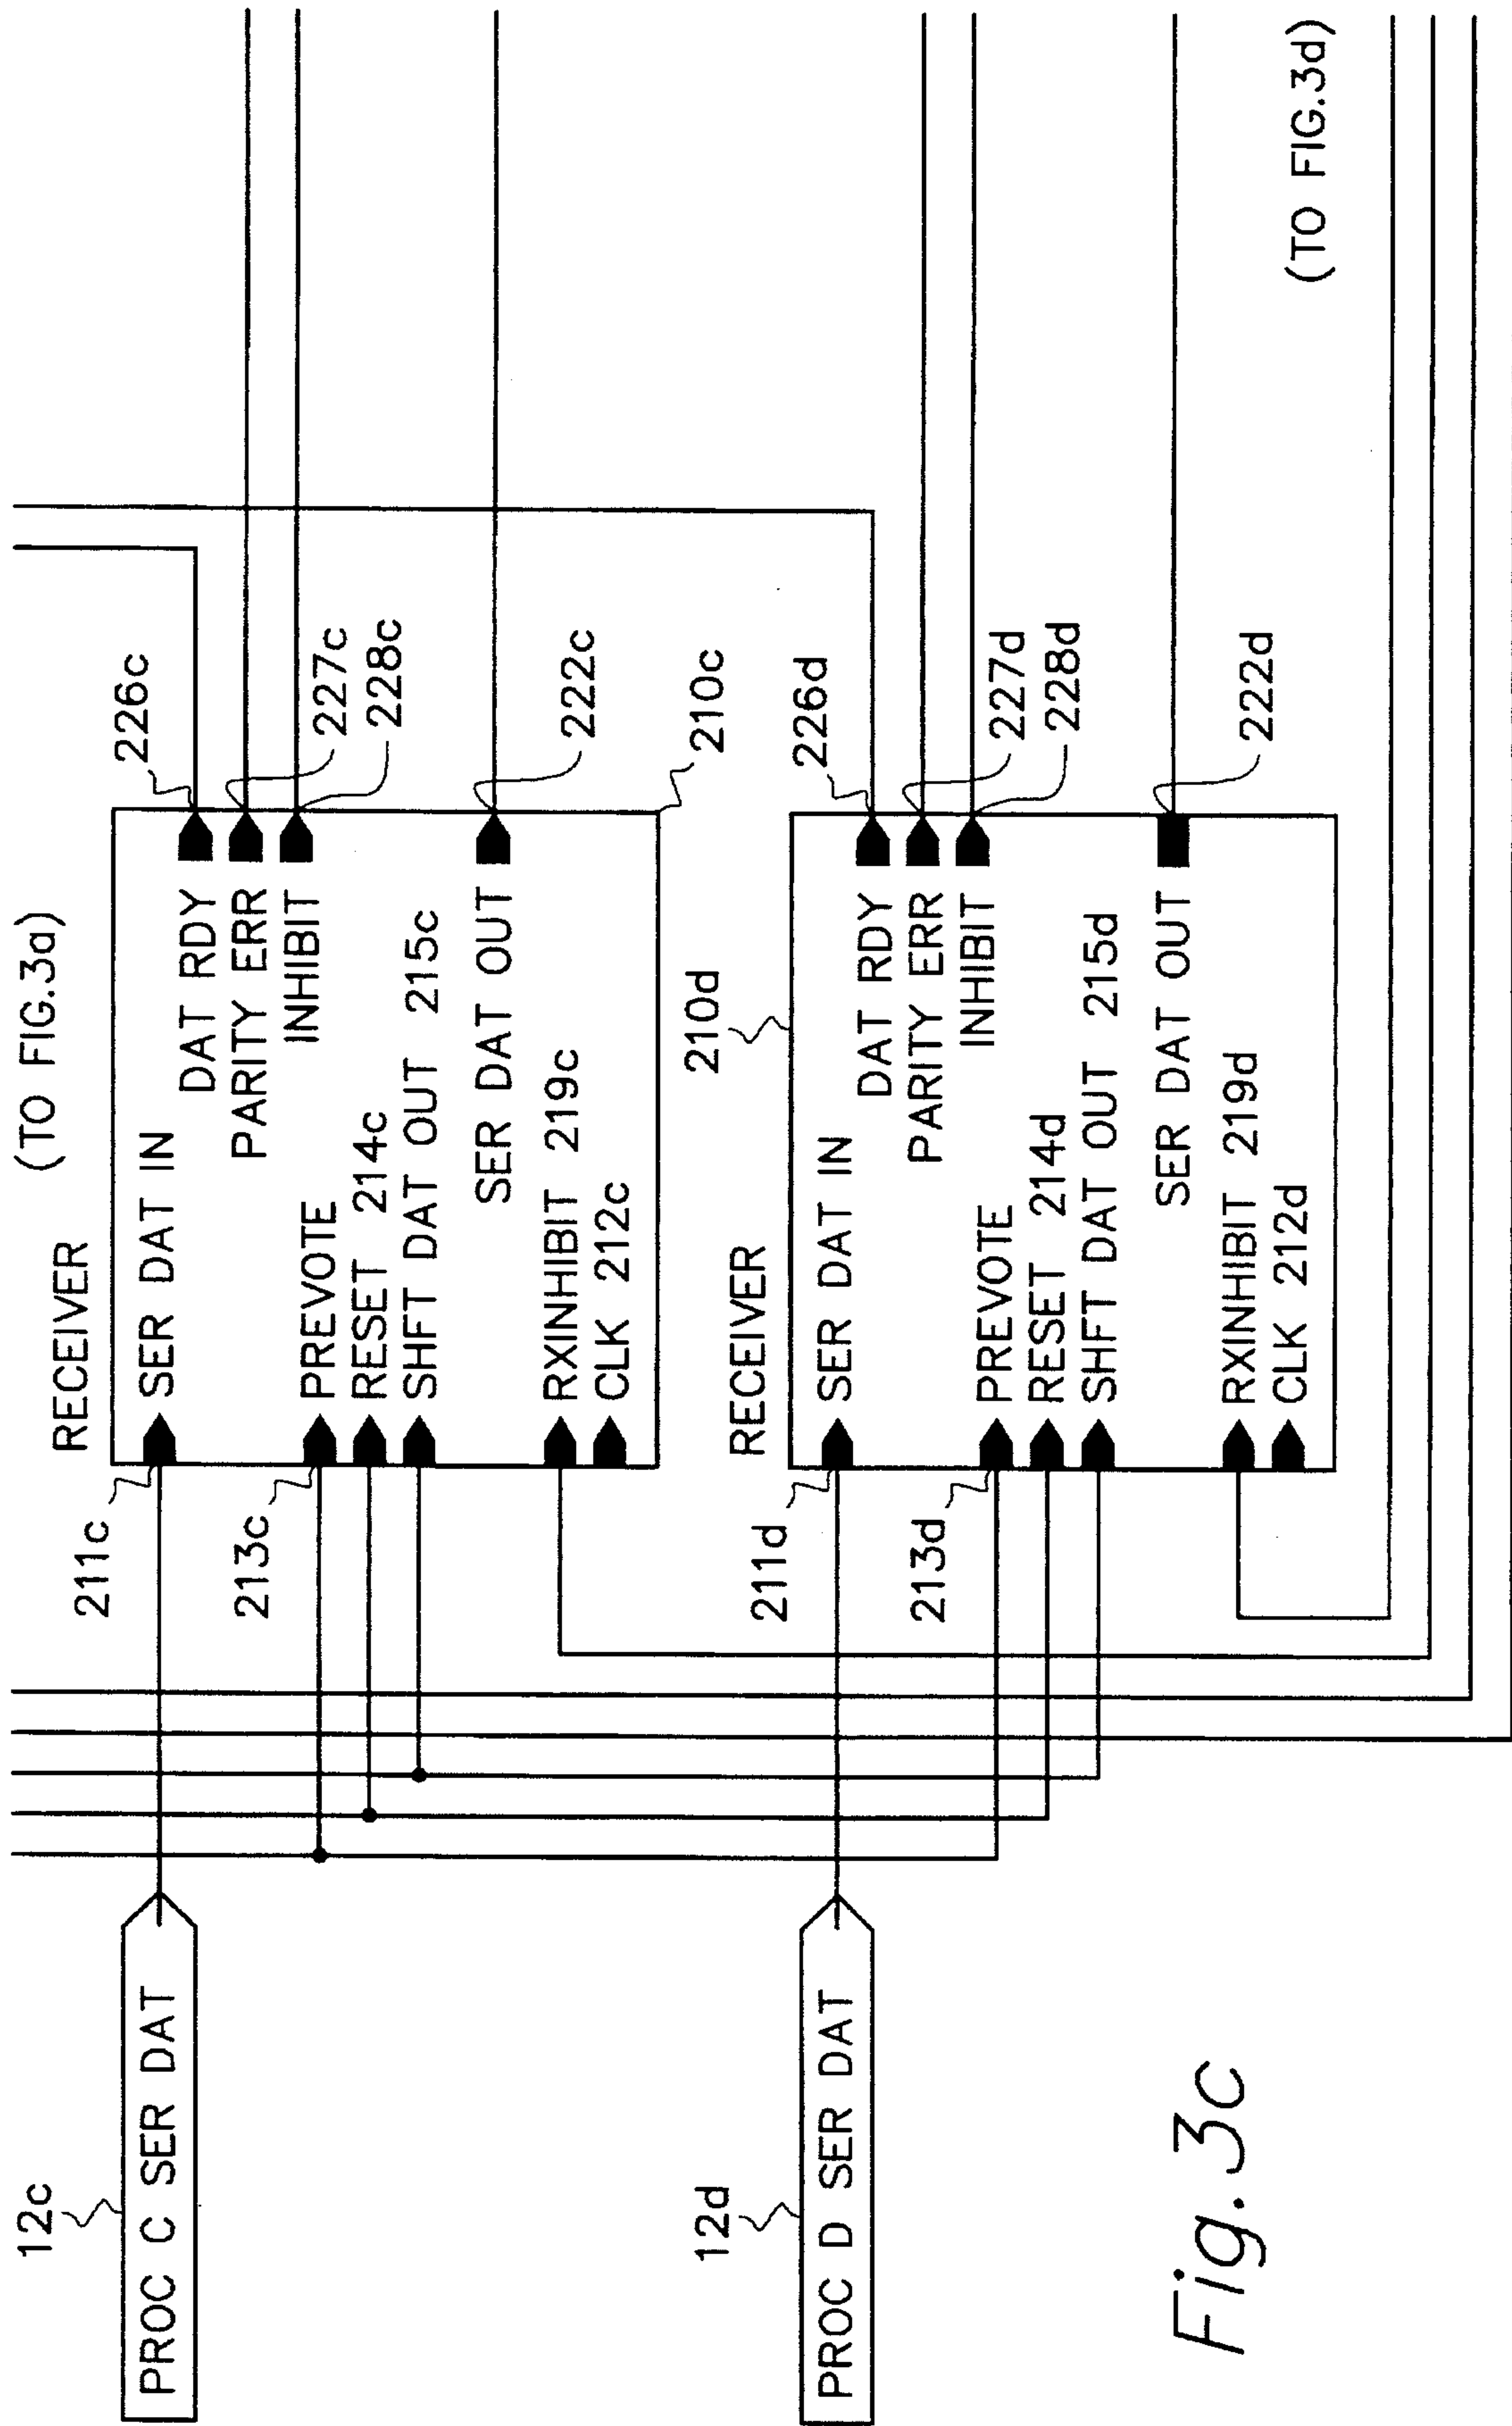 (TO FIG.3a)
12c
PROC C SER DAT
RECEIVER
211c
SER DAT IN
226c
DAT RDY
227c
PARITY ERR
228c
INHIBIT
213c
PREVOTE
RESET 214c
SHFT DAT OUT 215c
SER DAT OUT
222c
RXINHIBIT 219c
CLK 212c
210c
12d
PROC D SER DAT
RECEIVER
210d
211d
SER DAT IN
226d
DAT RDY
227d
PARITY ERR
228d
INHIBIT
213d
PREVOTE
RESET 214d
SHFT DAT OUT 215d
SER DAT OUT
222d
RXINHIBIT 219d
CLK 212d
(TO FIG.3d)
Fig.3c